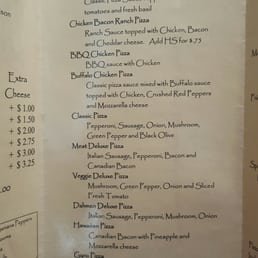 Classic Pizza Sauce, Pepperoni,
tomatoes and fresh basil
Chicken Bacon Ranch Pizza
Ranch Sauce topped with Chicken, Bacon
and Cheddar cheese. Add HS for $.75
BBQ Chicken Pizza
BBQ sauce with Chicken
Buffalo Chicken Pizza
Classic pizza sauce mixed with Buffalo sauce
topped with Chicken, Crushed Red Peppers
and Mozzarella cheese
Classic Pizza
Pepperoni, Sausage, Onion, Mushroom,
Green Pepper and Black Olive
Meat Deluxe Pizza
Italian Sausage, Pepperoni, Bacon and
Canadian Bacon
Veggie Deluxe Pizza
Mushroom, Green Pepper, Onion and Sliced
Fresh Tomato
Dahmen Deluxe Pizza
Italian Sausage, Pepperoni, Mushroom, Onion
Hawaiian Pizza
Canadian Bacon with Pineapple and
Mozzarella cheese
Gyro Pizza
Extra
Cheese
+ $1.00
+ $1.50
+ $2.00
+ $2.75
+ $3.00
+ $3.25